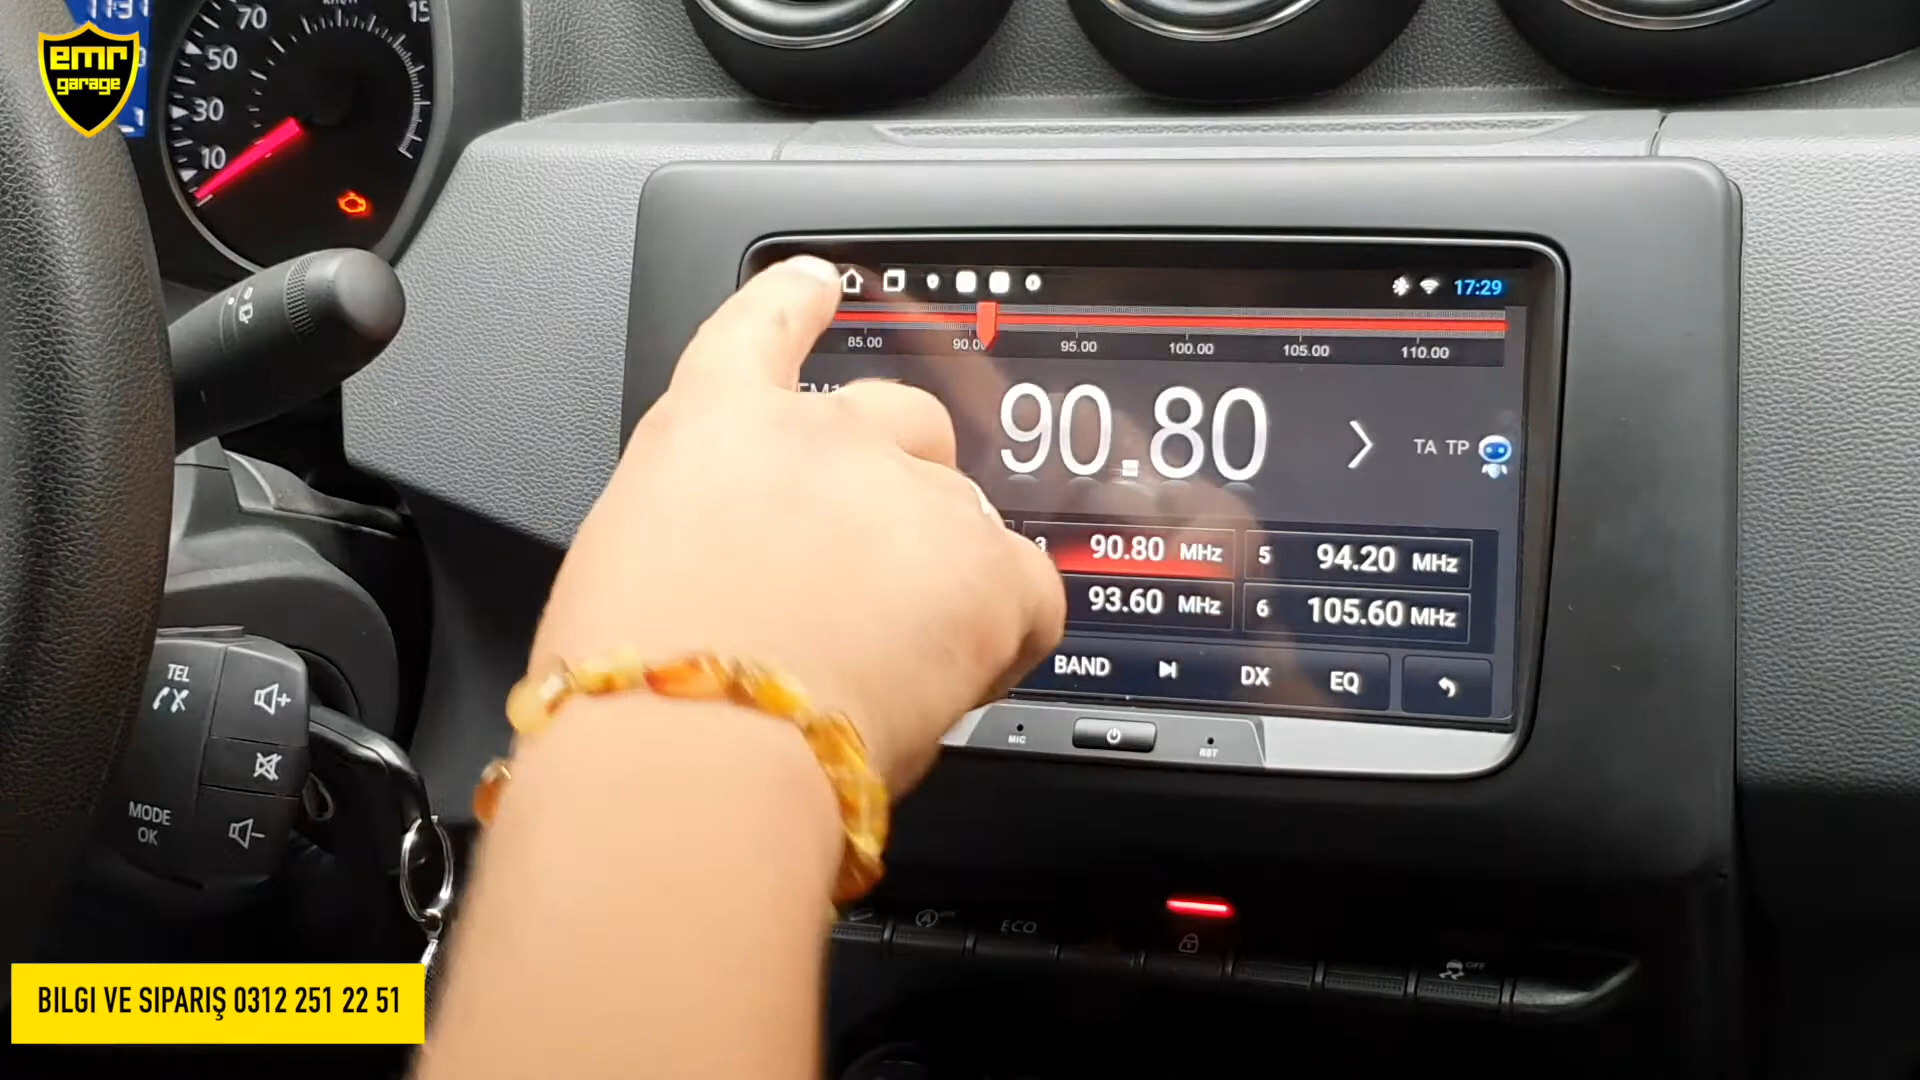 emr
garage
70
50
30
10
17:29
85.00
95.00
100.00
105.00
110.00
90.80
TA TP
3 90.80 MHz
5 94.20 MHz
93.60 MHz
6 105.60 MHz
BAND
DX
EQ
MIC
RST
TEL
MODE
OK
ECO
OFF
BILGI VE SIPARIŞ 0312 251 22 51